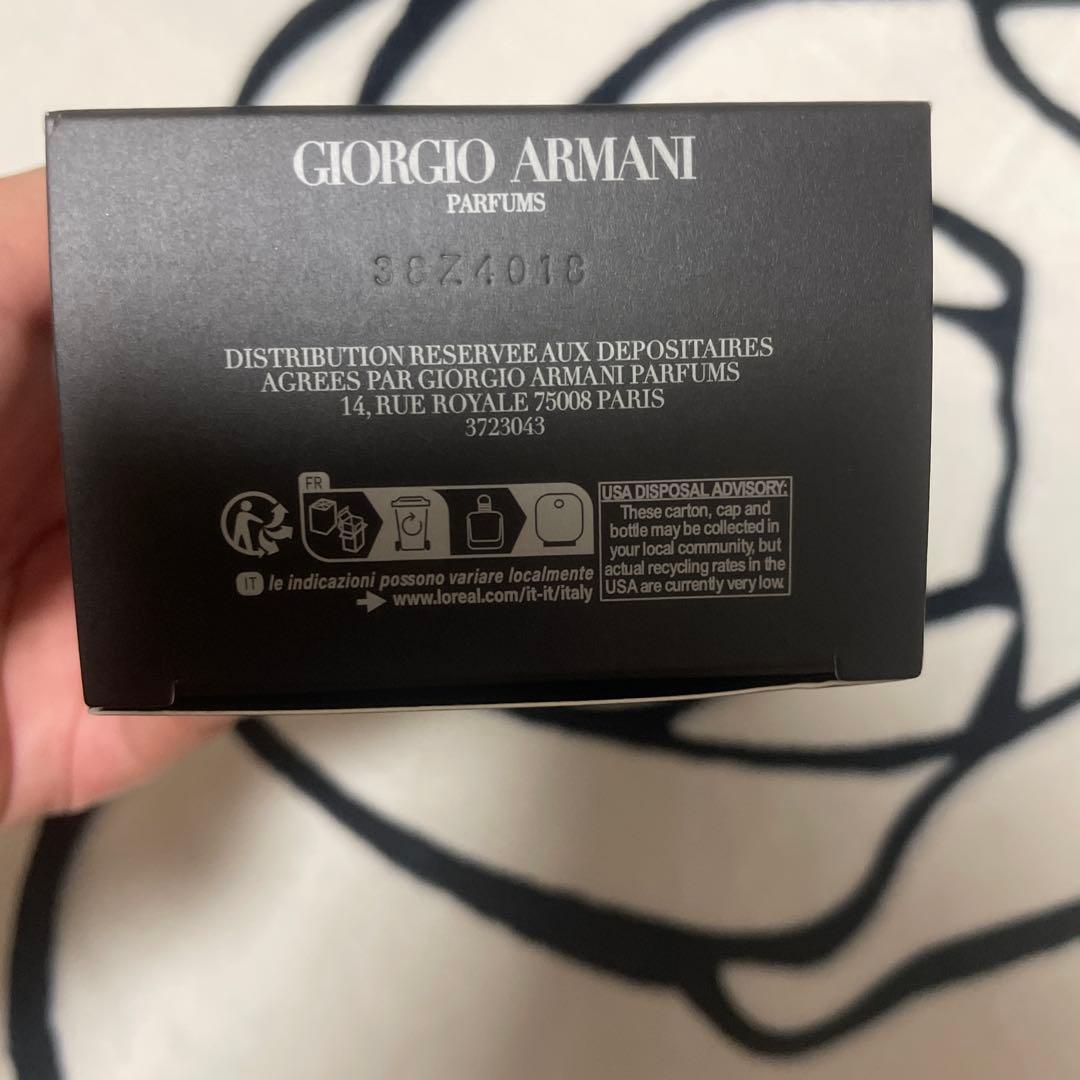 GIORGIO ARMANI
PARFUMS
38Z4018
DISTRIBUTION RESERVEE AUX DEPOSITAIRES
AGREES PAR GIORGIO ARMANI PARFUMS
14, RUE ROYALE 75008 PARIS
3723043
FR
IT le indicazioni possono variare localmente
www.loreal.com/it-it/italy
USA DISPOSAL ADVISORY:
These carton, cap and
bottle may be collected in
your local community, but
actual recycling rates in the
USA are currently very low.